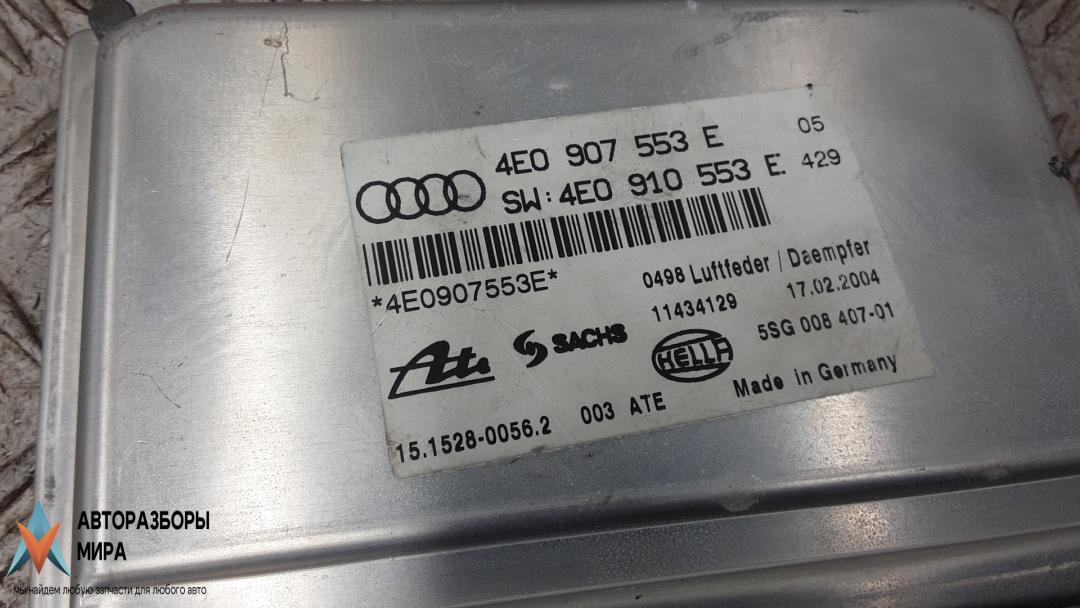 4E0 907 553 E 05
SW: 4E0 910 553 E. 429
*4E0907553E*
0498 Luftfeder / Daempfer
11434129 17.02.2004
Ate SACHS HELLA 5SG 008 407-01
15.1528-0056.2 003 ATE Made in Germany
АВТОРАЗБОРЫ
МИРА
мы найдем любую запчасти для любого авто